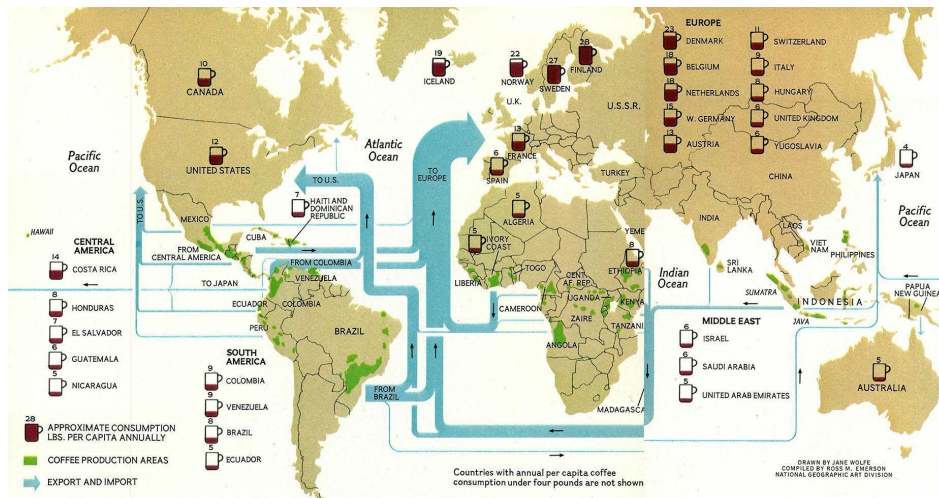 10
CANADA
12
UNITED STATES
Pacific
Ocean
Atlantic
Ocean
19
ICELAND
22
NORWAY
27
SWEDEN
28
FINLAND
U.K.
U.S.S.R.
13
FRANCE
6
SPAIN
TURKEY
EUROPE
23
DENMARK
18
BELGIUM
18
NETHERLANDS
15
W. GERMANY
13
AUSTRIA
11
SWITZERLAND
9
ITALY
8
HUNGARY
6
UNITED KINGDOM
6
YUGOSLAVIA
CHINA
4
JAPAN
Pacific
Ocean
TO U.S.
TO U.S.
TO
EUROPE
7
HAITI AND
DOMINICAN
REPUBLIC
HAWAII
MEXICO
CUBA
FROM
CENTRAL AMERICA
FROM COLOMBIA
VENEZUELA
TO JAPAN
ECUADOR
COLOMBIA
PERU
BRAZIL
FROM
BRAZIL
5
ALGERIA
5
IVORY
COAST
LIBERIA
TOGO
CAMEROON
CENT.
AF. REP.
8
ETHIOPIA
YEME
UGANDA
KENYA
ZAIRE
TANZANI
ANGOLA
MADAGASCA
Indian
Ocean
INDIA
SRI
LANKA
LAOS
VIET
NAM
PHILIPPINES
SUMATRA
INDONESIA
JAVA
PAPUA
NEW GUINEA
5
AUSTRALIA
CENTRAL
AMERICA
14
COSTA RICA
8
HONDURAS
7
EL SALVADOR
6
GUATEMALA
5
NICARAGUA
SOUTH
AMERICA
9
COLOMBIA
9
VENEZUELA
8
BRAZIL
5
ECUADOR
MIDDLE EAST
6
ISRAEL
6
SAUDI ARABIA
5
UNITED ARAB EMIRATES
28
APPROXIMATE CONSUMPTION
LBS. PER CAPITA ANNUALLY
COFFEE PRODUCTION AREAS
EXPORT AND IMPORT
Countries with annual per capita coffee
consumption under four pounds are not shown
DRAWN BY JANE WOLFE
COMPILED BY ROSS M. EMERSON
NATIONAL GEOGRAPHIC ART DIVISION